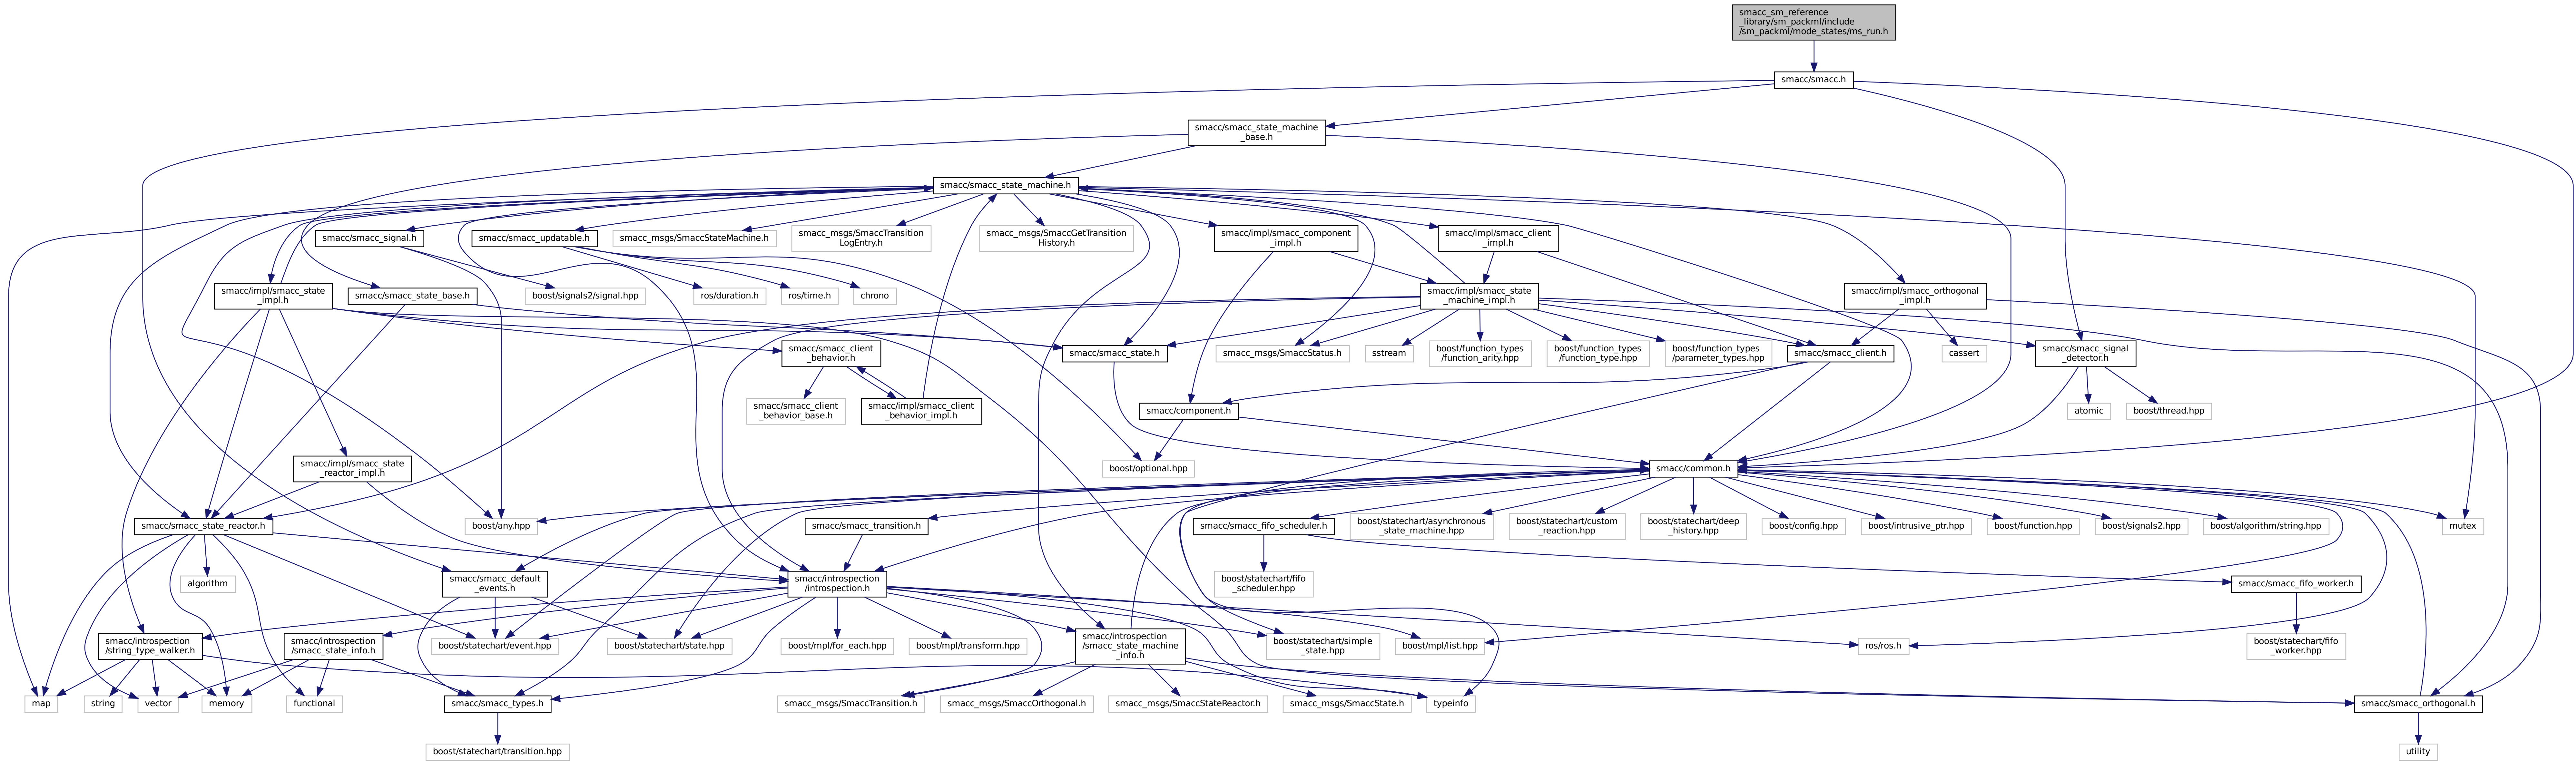 smacc_sm_reference
_library/sm_packml/include
/sm_packml/mode_states/ms_run.h
smacc/smacc.h
smacc/smacc_state_machine
_base.h
smacc/smacc_state_machine.h
smacc/smacc_signal.h
smacc/smacc_updatable.h
smacc_msgs/SmaccStateMachine.h
smacc_msgs/SmaccTransition
LogEntry.h
smacc_msgs/SmaccGetTransition
History.h
smacc/impl/smacc_component
_impl.h
smacc/impl/smacc_client
_impl.h
smacc/impl/smacc_state
_impl.h
smacc/smacc_state_base.h
boost/signals2/signal.hpp
ros/duration.h
ros/time.h
chrono
smacc/impl/smacc_state
_machine_impl.h
smacc/impl/smacc_orthogonal
_impl.h
smacc/smacc_client
_behavior.h
smacc/smacc_state.h
smacc_msgs/SmaccStatus.h
sstream
boost/function_types
/function_arity.hpp
boost/function_types
/function_type.hpp
boost/function_types
/parameter_types.hpp
smacc/smacc_client.h
cassert
smacc/smacc_signal
_detector.h
smacc/smacc_client
_behavior_base.h
smacc/impl/smacc_client
_behavior_impl.h
smacc/component.h
atomic
boost/thread.hpp
smacc/impl/smacc_state
_reactor_impl.h
boost/optional.hpp
smacc/common.h
smacc/smacc_state_reactor.h
boost/any.hpp
smacc/smacc_transition.h
smacc/smacc_fifo_scheduler.h
boost/statechart/asynchronous
_state_machine.hpp
boost/statechart/custom
_reaction.hpp
boost/statechart/deep
_history.hpp
boost/config.hpp
boost/intrusive_ptr.hpp
boost/function.hpp
boost/signals2.hpp
boost/algorithm/string.hpp
mutex
algorithm
smacc/smacc_default
_events.h
smacc/introspection
/introspection.h
boost/statechart/fifo
_scheduler.hpp
smacc/smacc_fifo_worker.h
smacc/introspection
/string_type_walker.h
smacc/introspection
/smacc_state_info.h
boost/statechart/event.hpp
boost/statechart/state.hpp
boost/mpl/for_each.hpp
boost/mpl/transform.hpp
smacc/introspection
/smacc_state_machine
_info.h
boost/statechart/simple
_state.hpp
boost/mpl/list.hpp
ros/ros.h
boost/statechart/fifo
_worker.hpp
map
string
vector
memory
functional
smacc/smacc_types.h
smacc_msgs/SmaccTransition.h
smacc_msgs/SmaccOrthogonal.h
smacc_msgs/SmaccStateReactor.h
smacc_msgs/SmaccState.h
typeinfo
smacc/smacc_orthogonal.h
boost/statechart/transition.hpp
utility